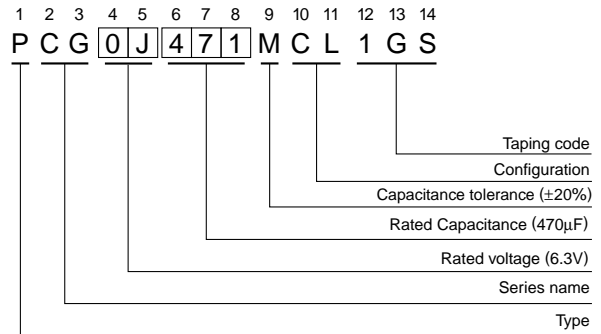 1 2 3 4 5 6 7 8 9 10 11 12 13 14
P C G 0 J 4 7 1 M C L 1 G S
Taping code
Configuration
Capacitance tolerance (±20%)
Rated Capacitance (470μF)
Rated voltage (6.3V)
Series name
Type